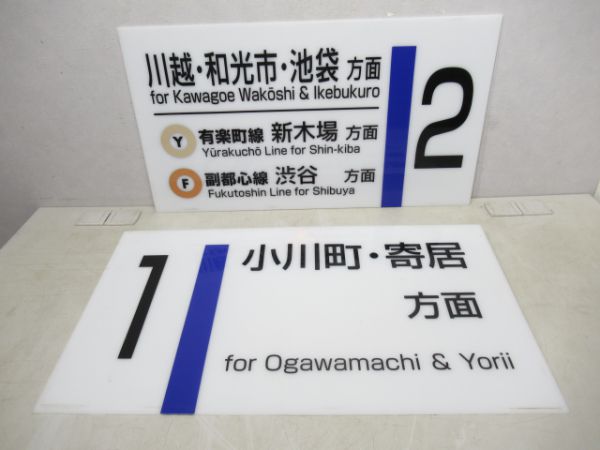 川越・和光市・池袋 方面
for Kawagoe Wakōshi & Ikebukuro
Y 有楽町線 新木場 方面
Yūrakuchō Line for Shin-kiba
F 副都心線 渋谷 方面
Fukutoshin Line for Shibuya
2
1
小川町・寄居
方面
for Ogawamachi & Yorii